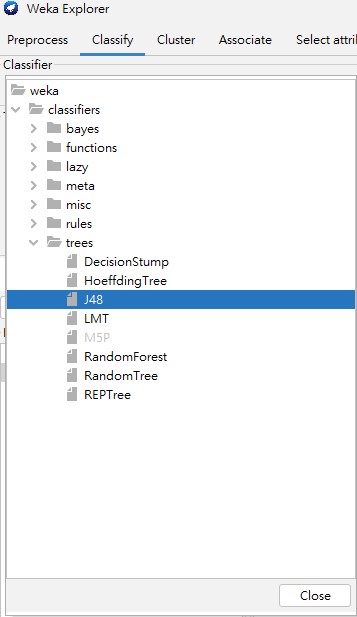 Weka Explorer
Preprocess Classify Cluster Associate Select attri
Classifier
weka
classifiers
bayes
functions
lazy
meta
misc
rules
trees
DecisionStump
HoeffdingTree
J48
LMT
M5P
RandomForest
RandomTree
REPTree
Close